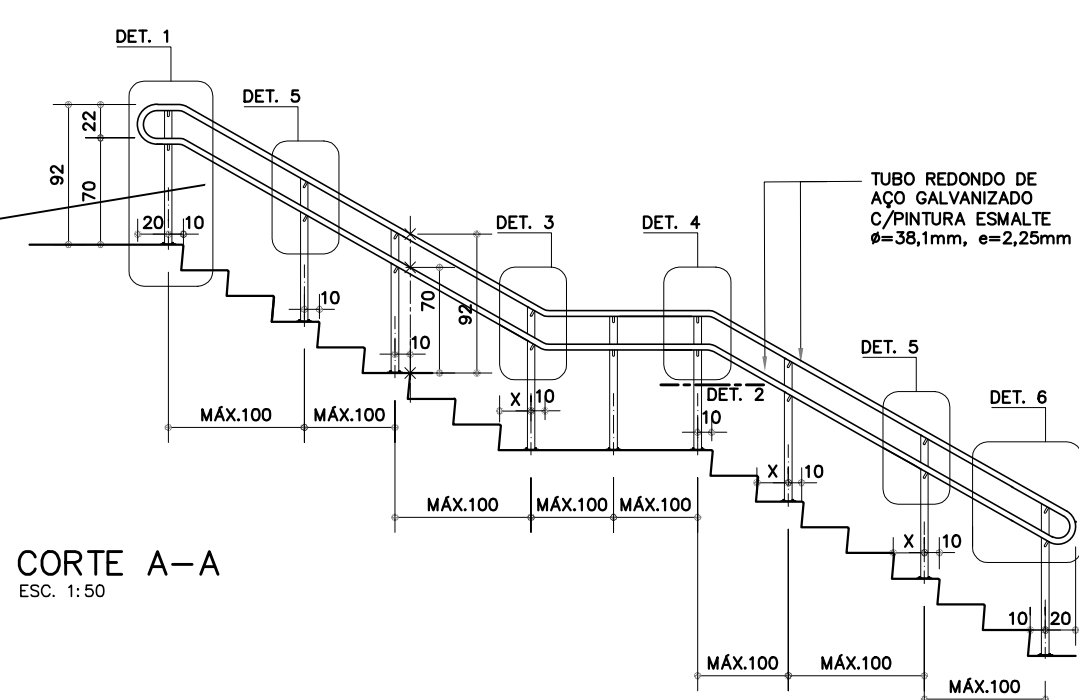 DET. 1
DET. 5
22
92
70
20
10
DET. 3
DET. 4
TUBO REDONDO DE
AÇO GALVANIZADO
C/PINTURA ESMALTE
ø=38,1mm, e=2,25mm
10
70
92
10
DET. 5
DET. 2
X
10
10
DET. 6
MÁX.100
MÁX.100
X
10
MÁX.100
MÁX.100
MÁX.100
X
10
CORTE A-A
ESC. 1:50
10
20
MÁX.100
MÁX.100
MÁX.100